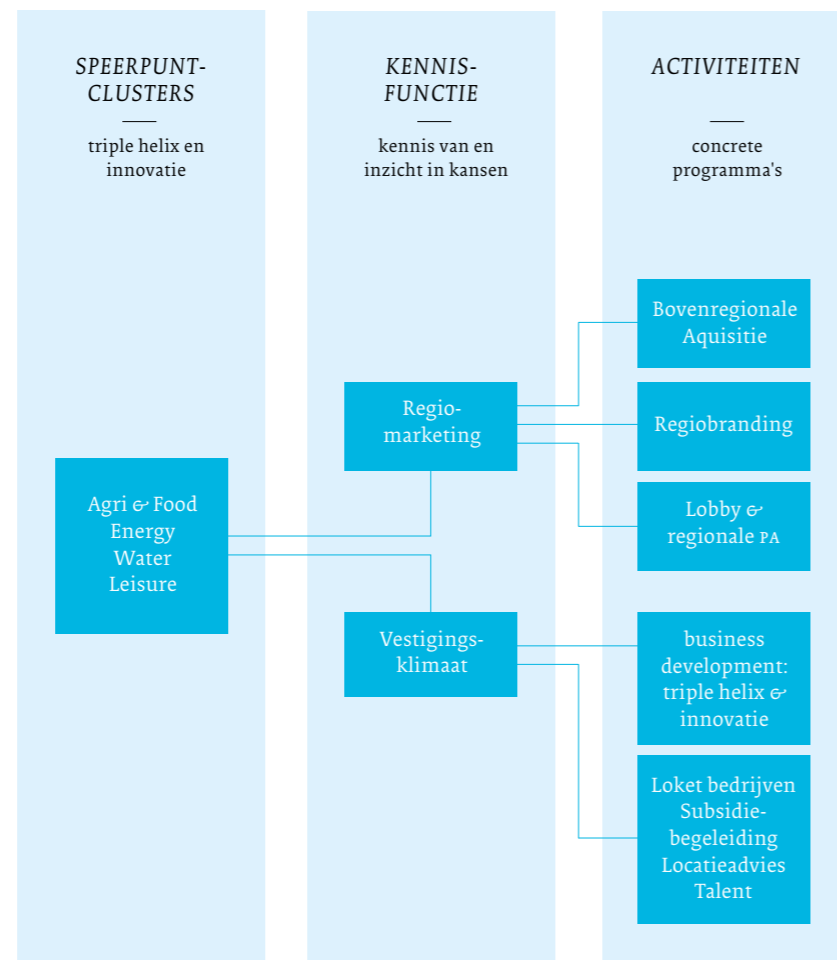 SPEERPUNT-
CLUSTERS
triple helix en
innovatie
KENNIS-
FUNCTIE
kennis van en
inzicht in kansen
ACTIVITEITEN
concrete
programma's
Agri & Food
Energy
Water
Leisure
Regio-
marketing
Vestigings-
klimaat
Bovenregionale
Aquisitie
Regiobranding
Lobby &
regionale PA
business
development:
triple helix &
innovatie
Loket bedrijven
Subsidie-
begeleiding
Locatieadvies
Talent